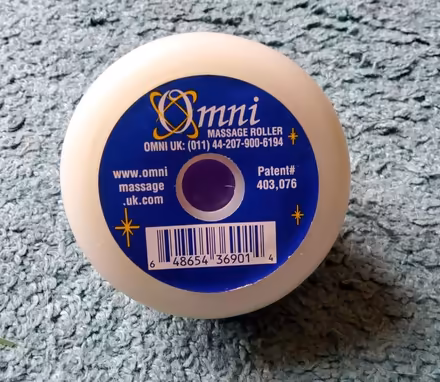 Omni
MASSAGE ROLLER
OMNI UK: (011) 44-207-900-6194
www.omni
massage
.uk.com
Patent#
403,076
6 48654 36901 4